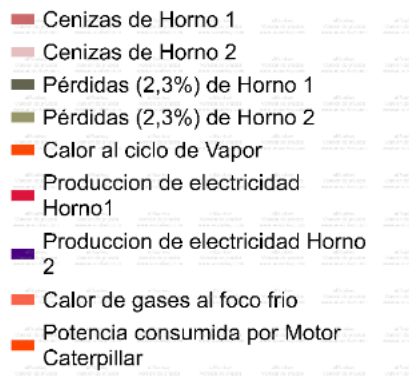 Cenizas de Horno 1
Cenizas de Horno 2
Pérdidas (2,3%) de Horno 1
Pérdidas (2,3%) de Horno 2
Calor al ciclo de Vapor
Produccion de electricidad
Horno1
Produccion de electricidad Horno
2
Calor de gases al foco frio
Potencia consumida por Motor
Caterpillar